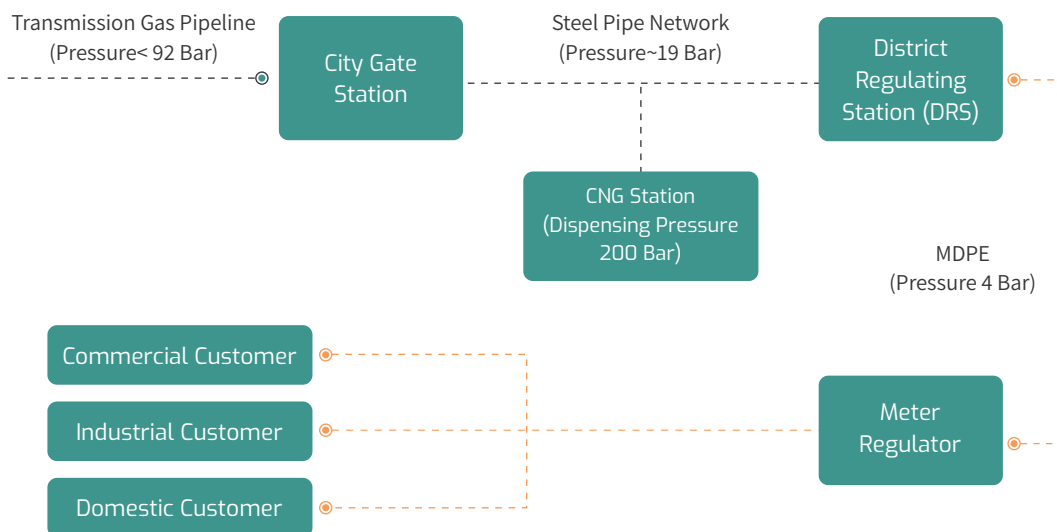 Transmission Gas Pipeline
(Pressure< 92 Bar)
City Gate
Station
Steel Pipe Network
(Pressure~19 Bar)
District
Regulating
Station (DRS)
CNG Station
(Dispensing Pressure
200 Bar)
MDPE
(Pressure 4 Bar)
Commercial Customer
Industrial Customer
Domestic Customer
Meter
Regulator